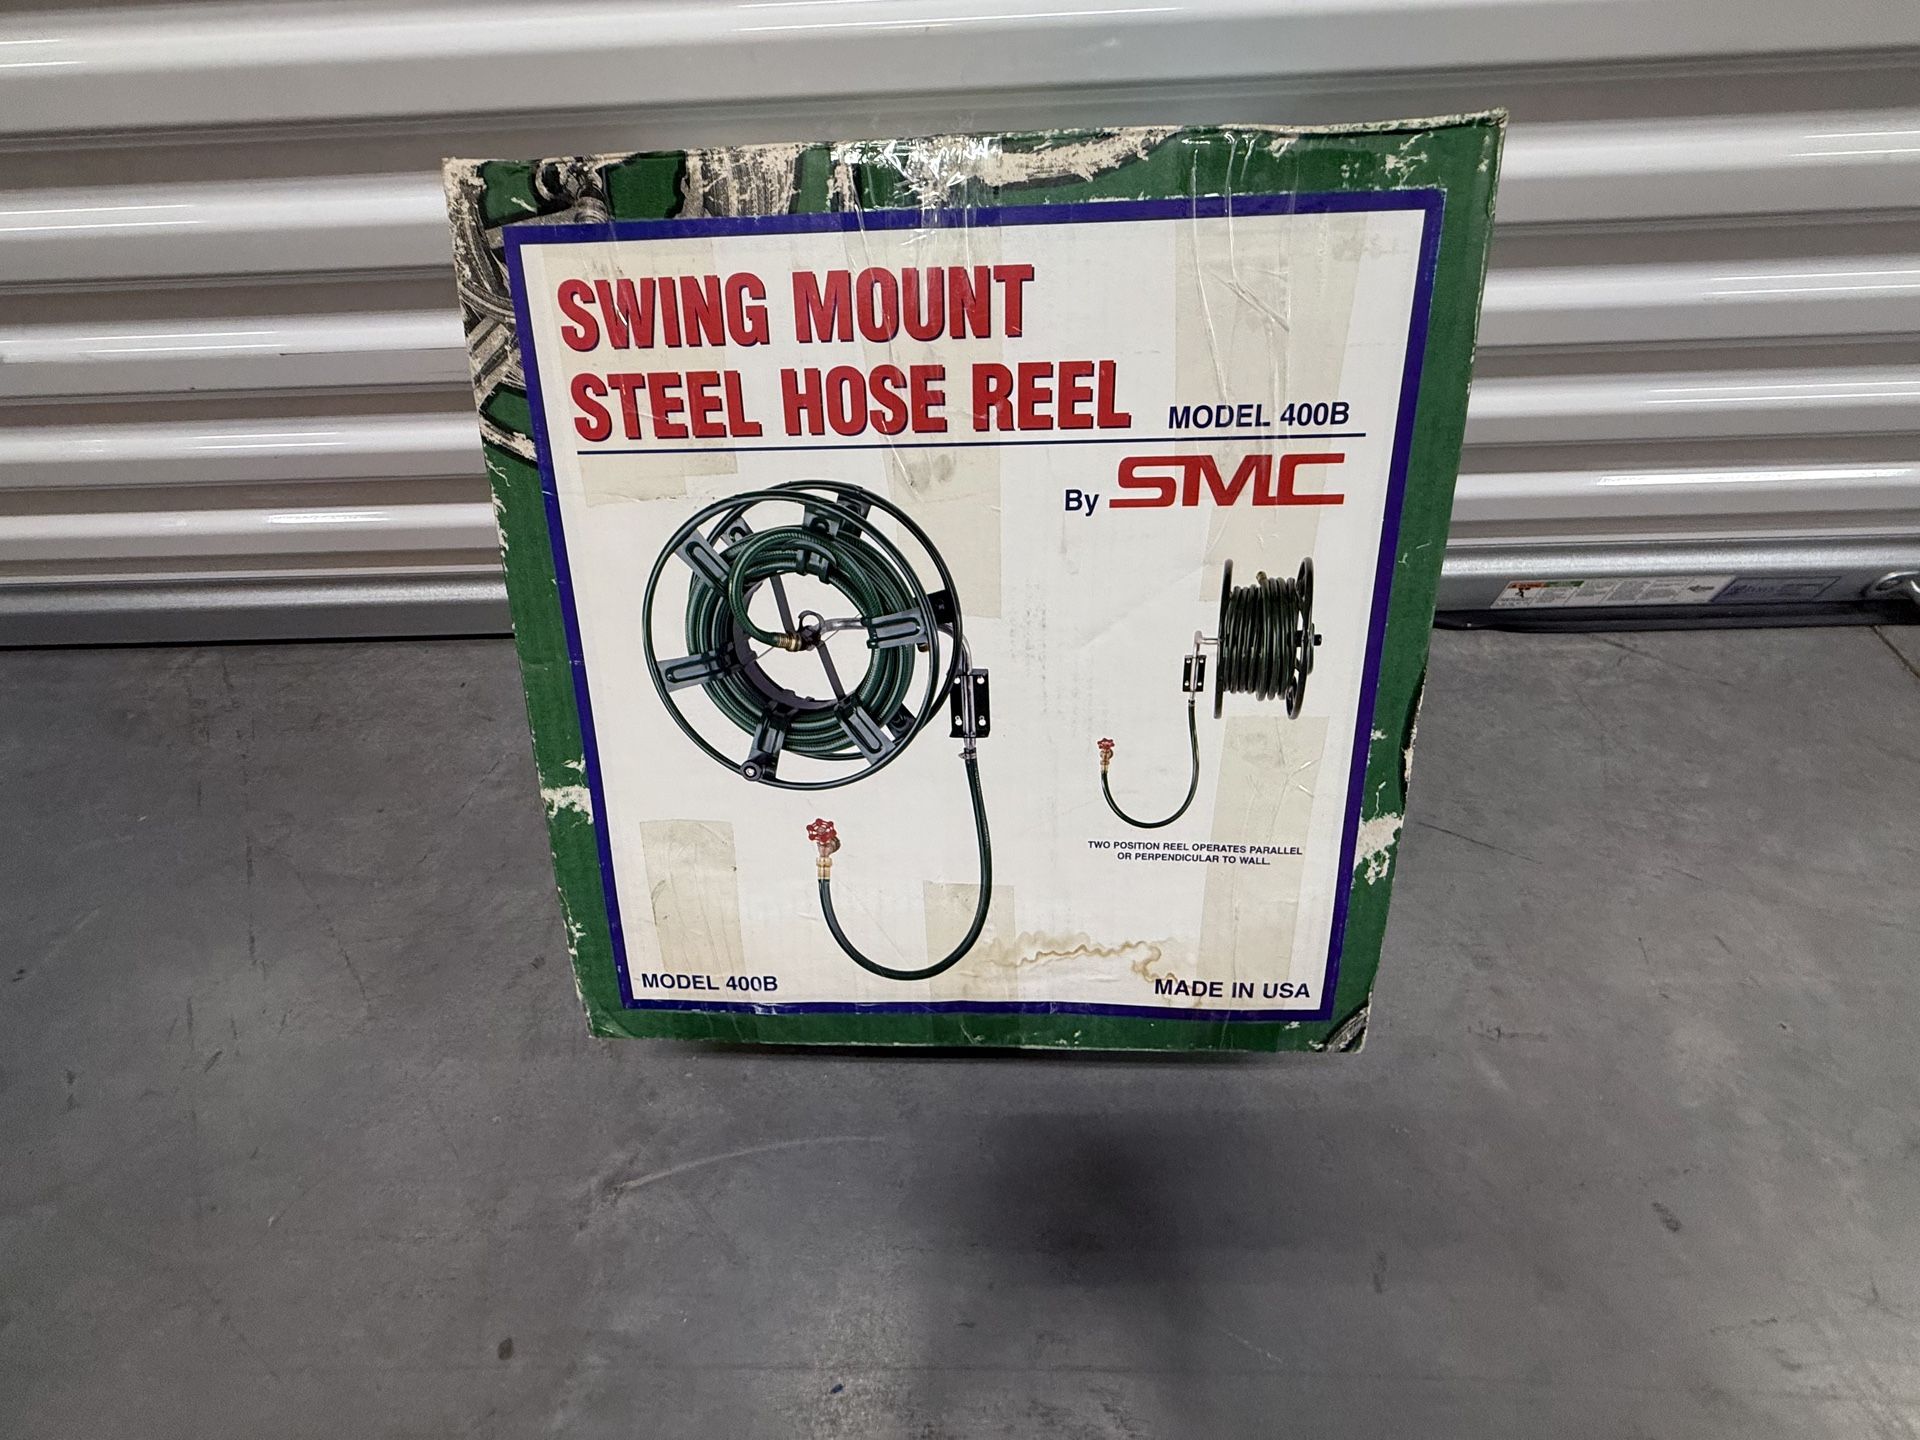 SWING MOUNT
STEEL HOSE REEL
MODEL 400B
By SMC
TWO POSITION REEL OPERATES PARALLEL
OR PERPENDICULAR TO WALL.
MODEL 400B
MADE IN USA